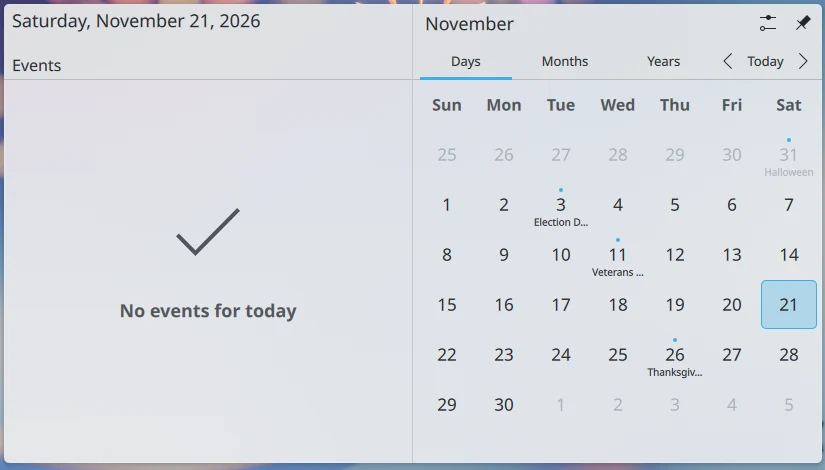 Saturday, November 21, 2026
Events
No events for today
November
Days Months Years Today
Sun Mon Tue Wed Thu Fri Sat
25 26 27 28 29 30 31
Halloween
1 2 3 4 5 6 7
Election D...
8 9 10 11 12 13 14
Veterans ...
15 16 17 18 19 20 21
22 23 24 25 26 27 28
Thanksgiv...
29 30 1 2 3 4 5